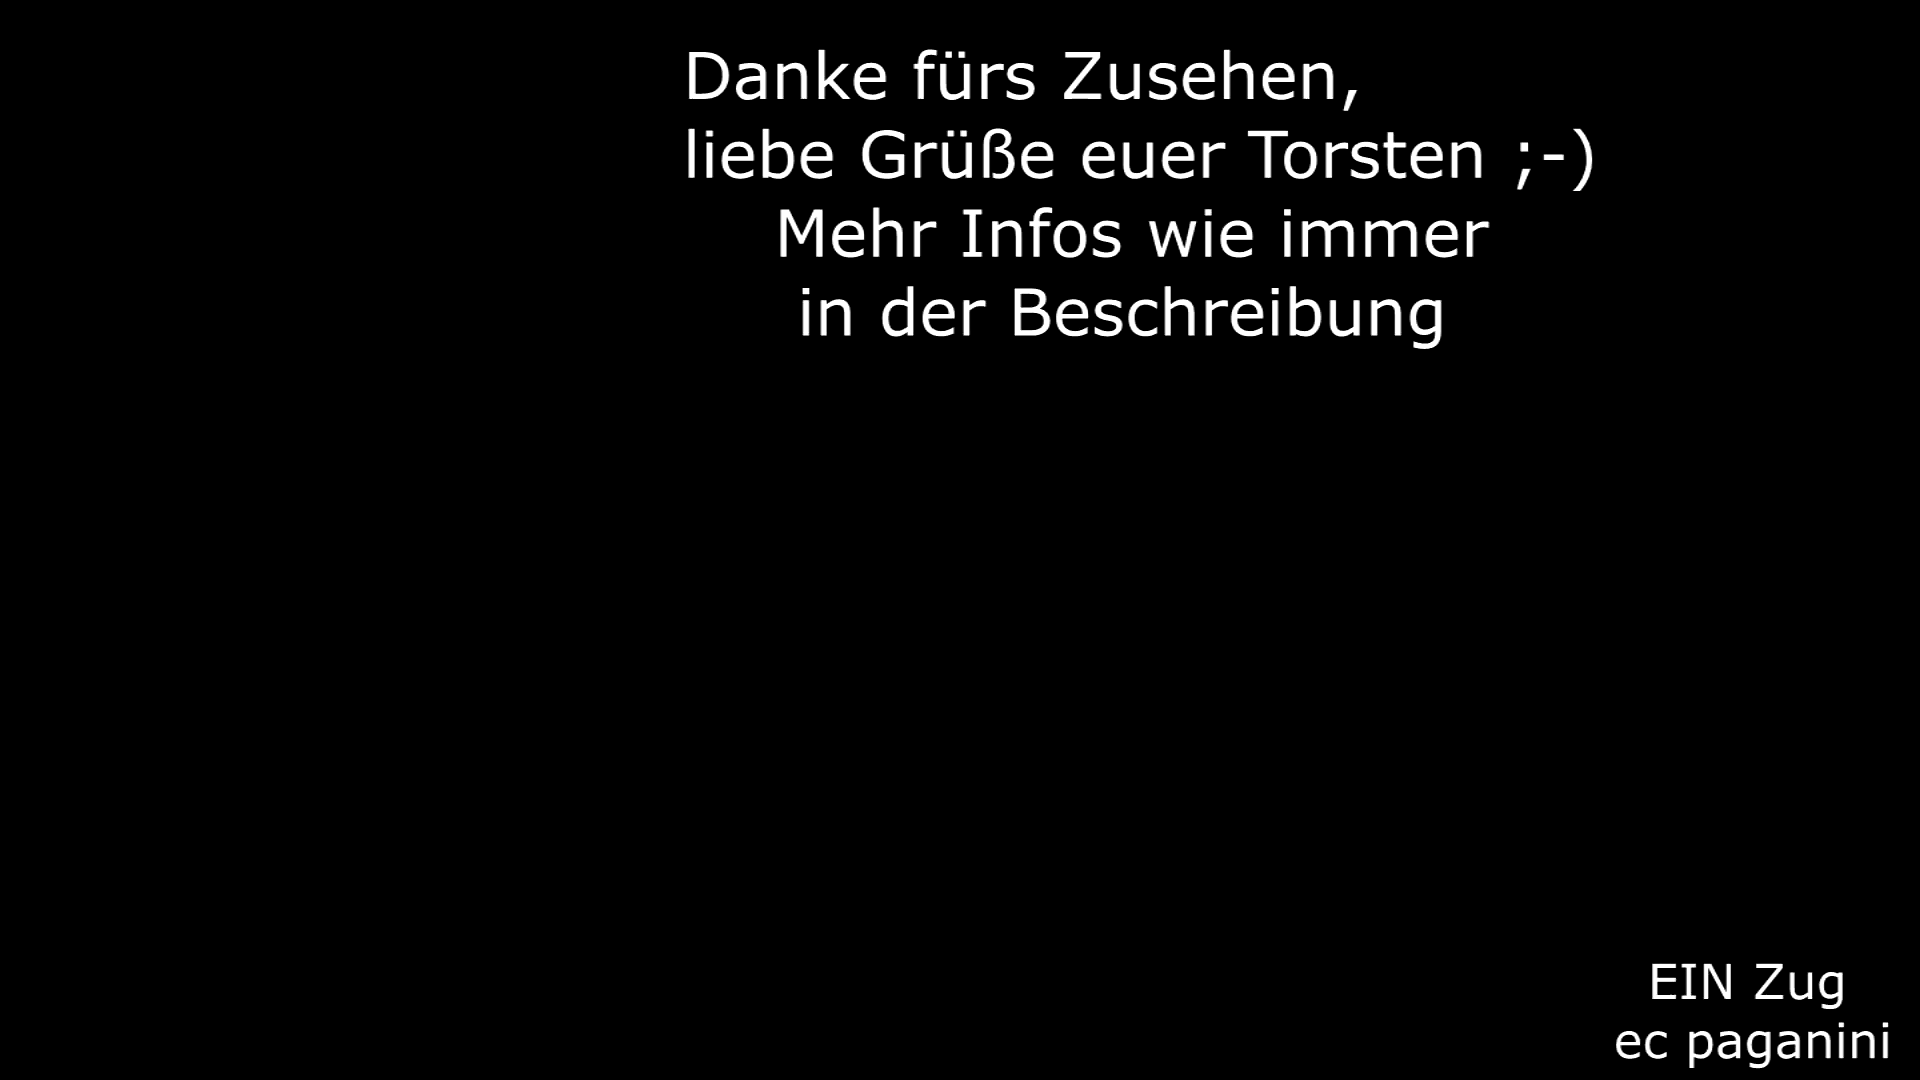 Danke fürs Zusehen,
liebe Grüße euer Torsten ;-)
Mehr Infos wie immer
in der Beschreibung
EIN Zug
ec paganini